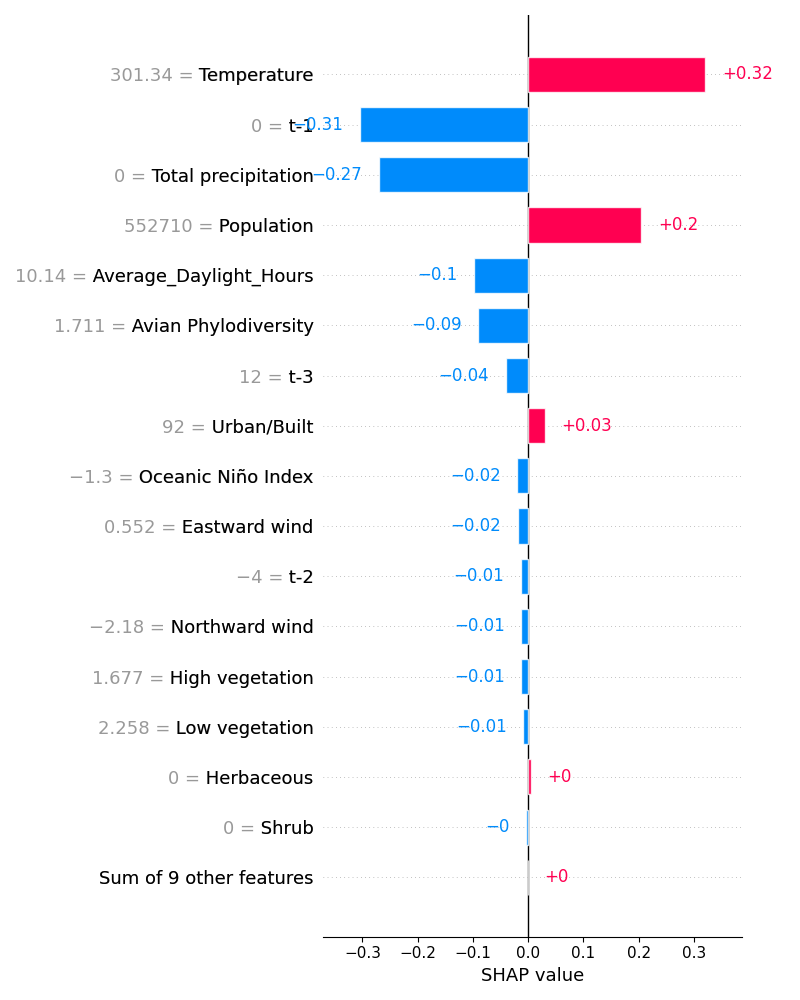 301.34 = Temperature +0.32
0 = t-1 −0.31
0 = Total precipitation −0.27
552710 = Population +0.2
10.14 = Average_Daylight_Hours −0.1
1.711 = Avian Phylodiversity −0.09
12 = t-3 −0.04
92 = Urban/Built +0.03
−1.3 = Oceanic Niño Index −0.02
0.552 = Eastward wind −0.02
−4 = t-2 −0.01
−2.18 = Northward wind −0.01
1.677 = High vegetation −0.01
2.258 = Low vegetation −0.01
0 = Herbaceous +0
0 = Shrub −0
Sum of 9 other features +0
−0.3 −0.2 −0.1 0.0 0.1 0.2 0.3
SHAP value